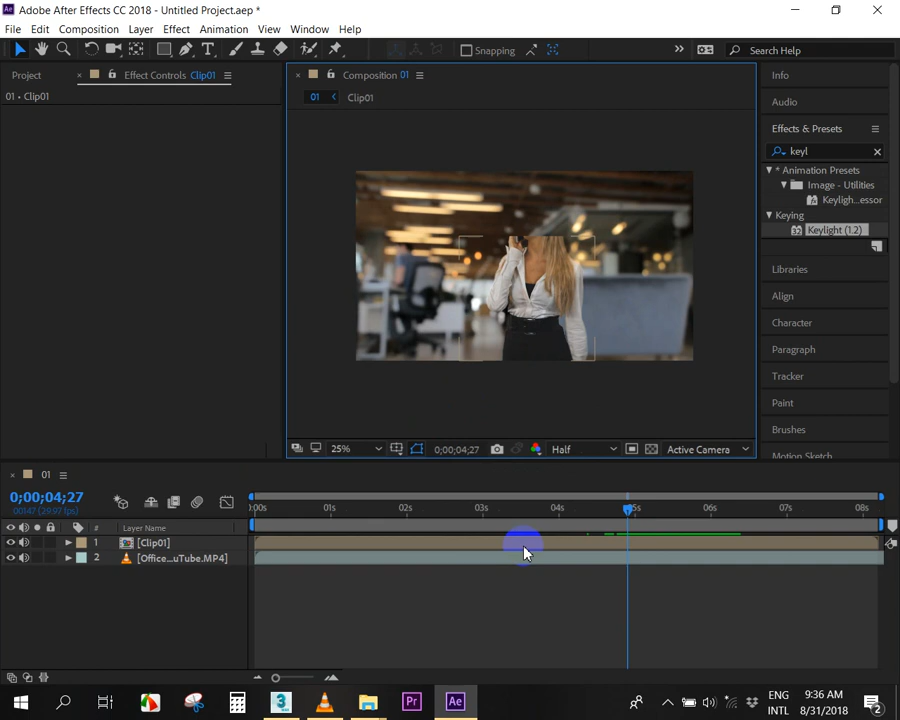 Adobe After Effects CC 2018 - Untitled Project.aep *
File Edit Composition Layer Effect Animation View Window Help
Snapping
Search Help
Project
Effect Controls Clip01
Composition 01
01 • Clip01
01
Clip01
Info
Audio
Effects & Presets
keyl
* Animation Presets
Image - Utilities
Keyligh...essor
Keying
Keylight (1.2)
Libraries
Align
Character
Paragraph
Tracker
Paint
Brushes
Motion Sketch
25%
0;00;04;27
Half
Active Camera
01
0;00;04;27
00147 (29.97 fps)
# Layer Name
1 [Clip01]
2 [Office...uTube.MP4]
):00s 01s 02s 03s 04s 05s 06s 07s 08s
Pr
Ae
ENG
INTL
9:36 AM
8/31/2018
2